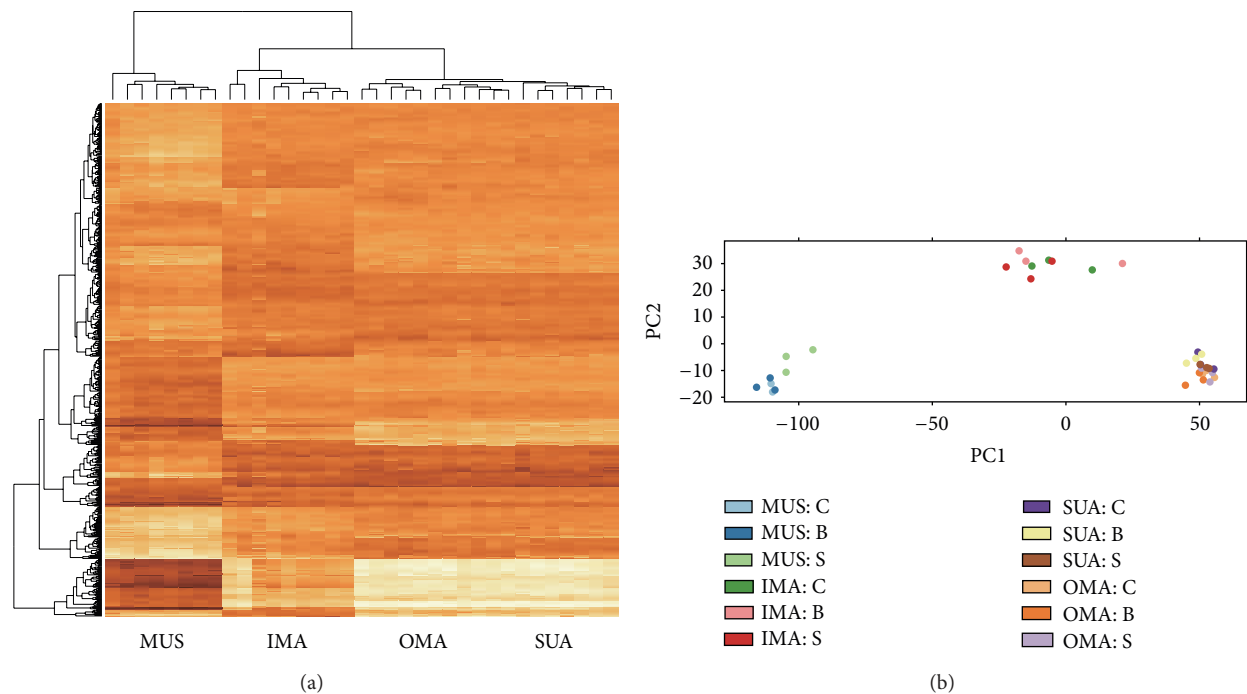 MUS IMA OMA SUA
(a)
30
20
10
0
−10
−20
PC2
−100 −50 0 50
PC1
MUS: C
MUS: B
MUS: S
IMA: C
IMA: B
IMA: S
SUA: C
SUA: B
SUA: S
OMA: C
OMA: B
OMA: S
(b)